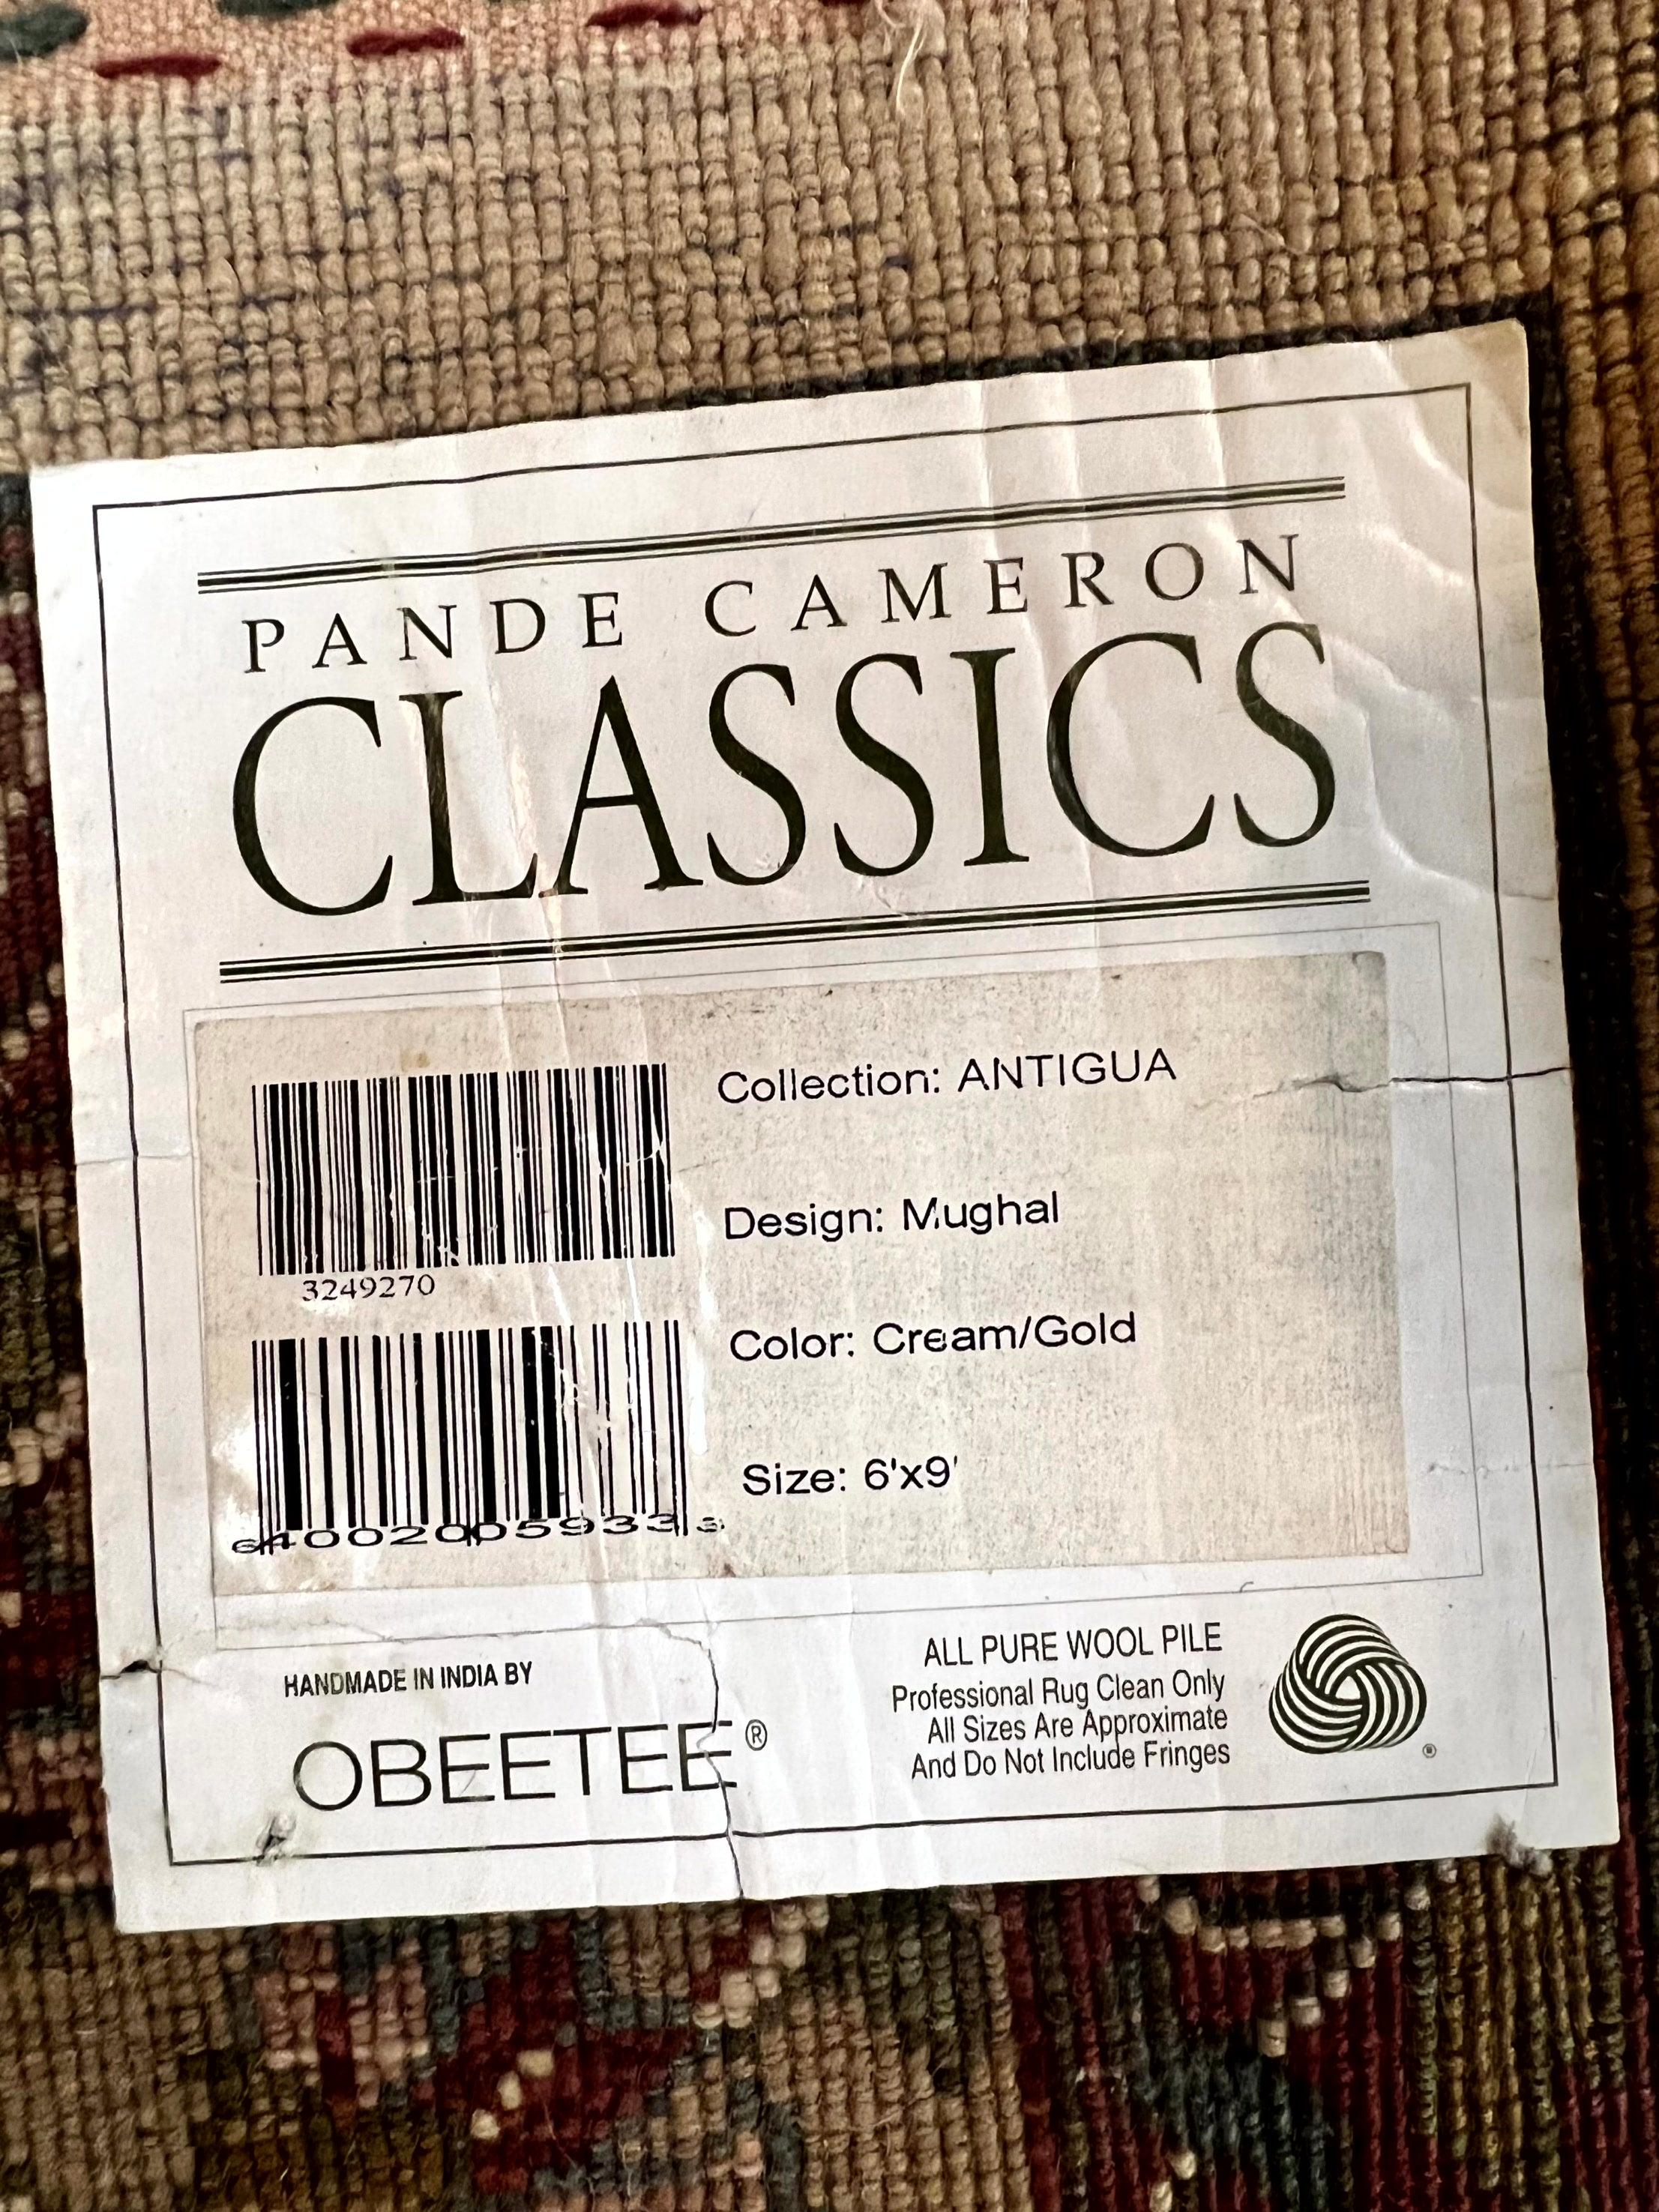 PANDE CAMERON
CLASSICS
Collection: ANTIGUA
Design: Mughal
3249270
Color: Cream/Gold
Size: 6'x9'
640020059333
HANDMADE IN INDIA BY
OBEETEE®
ALL PURE WOOL PILE
Professional Rug Clean Only
All Sizes Are Approximate
And Do Not Include Fringes
®